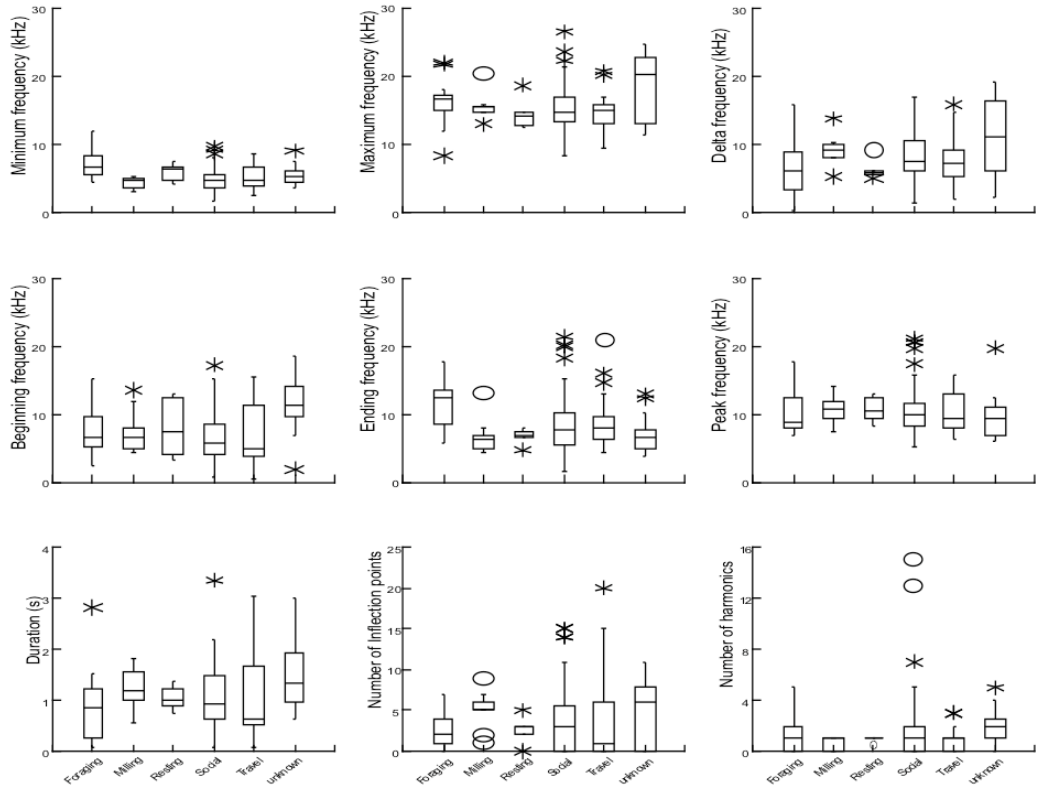 Minimum frequency (kHz)
30
20
10
0
Maximum frequency (kHz)
30
20
10
0
Delta frequency (kHz)
30
20
10
0
Beginning frequency (kHz)
30
20
10
0
Ending frequency (kHz)
30
20
10
0
Peak frequency (kHz)
30
20
10
0
Duration (s)
4
3
2
1
0
Foraging
Milling
Resting
Social
Travel
unknown
Number of Inflection points
25
20
15
10
5
0
Foraging
Milling
Resting
Social
Travel
unknown
Number of harmonics
16
12
8
4
0
Foraging
Milling
Resting
Social
Travel
unknown